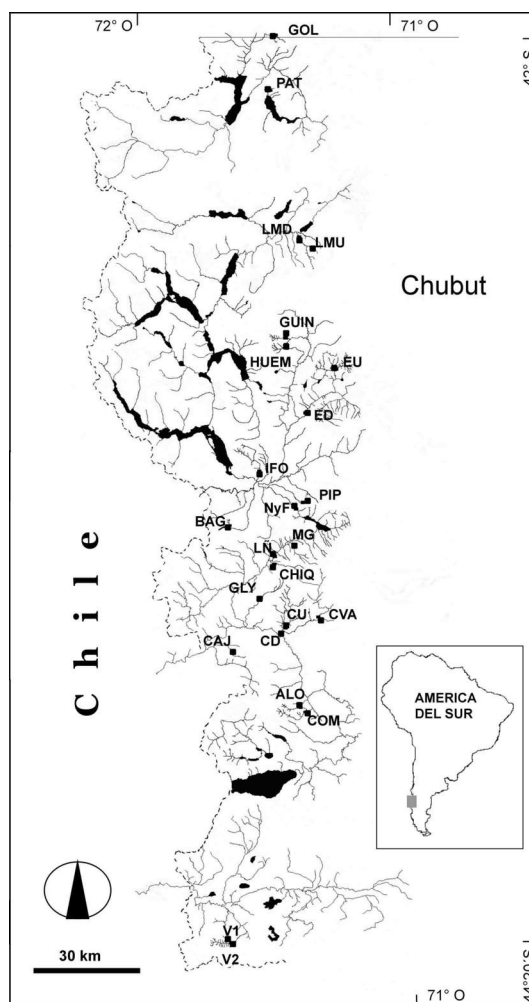 72° O
71° O
42° S
GOL
PAT
LMD
LMU
Chubut
GUIN
HUEM
EU
ED
IFO
PIP
NyF
BAG
MG
LN
CHIQ
GLY
CU
CVA
CD
CAJ
Chile
ALO
COM
AMERICA
DEL SUR
V1
V2
30 km
71° O